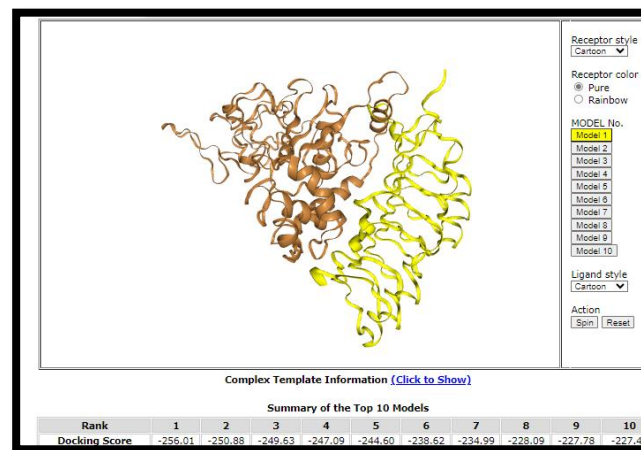 Receptor style
Cartoon
Receptor color
Pure
Rainbow
MODEL No.
Model 1
Model 2
Model 3
Model 4
Model 5
Model 6
Model 7
Model 8
Model 9
Model 10
Ligand style
Cartoon
Action
Spin Reset
Complex Template Information (Click to Show)
Summary of the Top 10 Models
Rank 1 2 3 4 5 6 7 8 9 10
Docking Score -256.01 -250.88 -249.63 -247.09 -244.60 -238.62 -234.99 -228.09 -227.78 -227.4